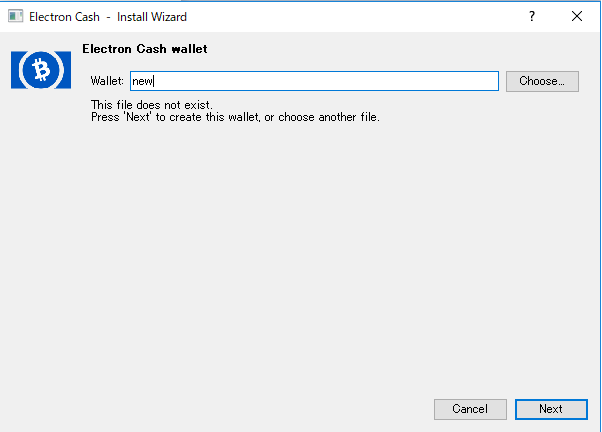 Electron Cash - Install Wizard
Electron Cash wallet
Wallet: new Choose...
This file does not exist.
Press 'Next' to create this wallet, or choose another file.
Cancel Next